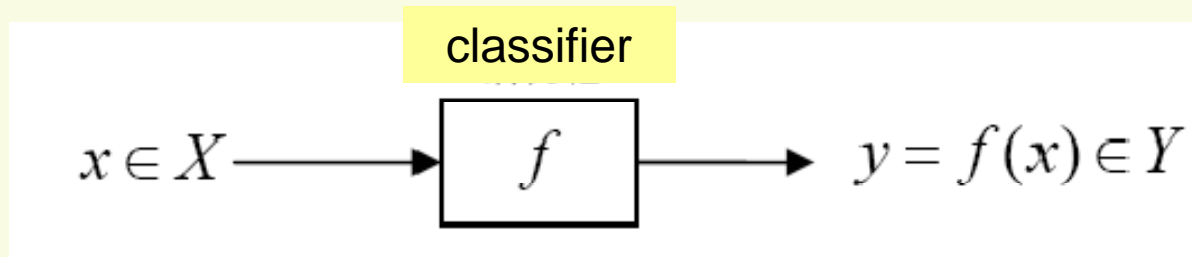 classifier
x ∈ X f y = f(x) ∈ Y